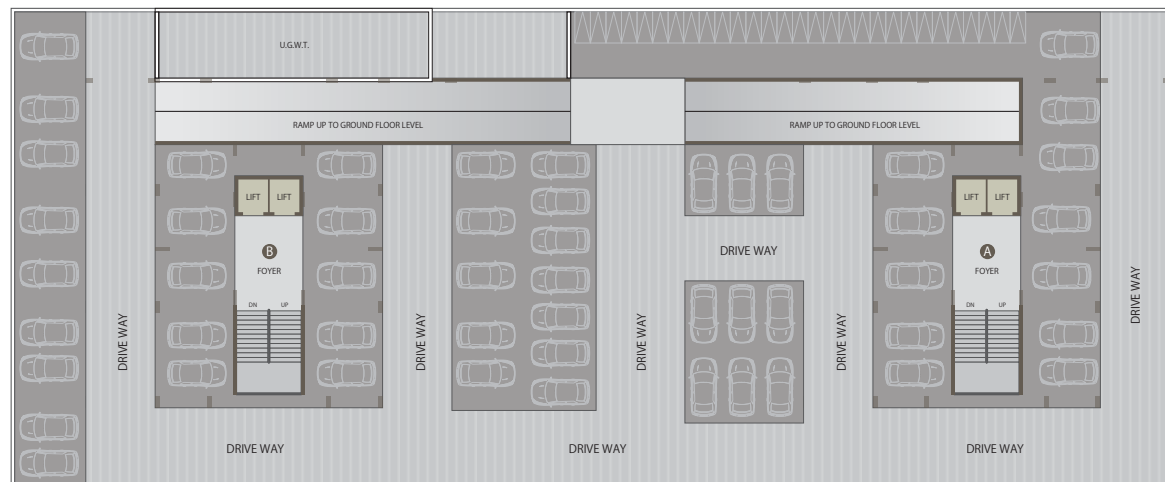 U.G.W.T.
RAMP UP TO GROUND FLOOR LEVEL
RAMP UP TO GROUND FLOOR LEVEL
LIFT LIFT
LIFT LIFT
B
FOYER
DRIVE WAY
A
FOYER
DN UP
DN UP
DRIVE WAY
DRIVE WAY
DRIVE WAY
DRIVE WAY
DRIVE WAY
DRIVE WAY
DRIVE WAY
DRIVE WAY